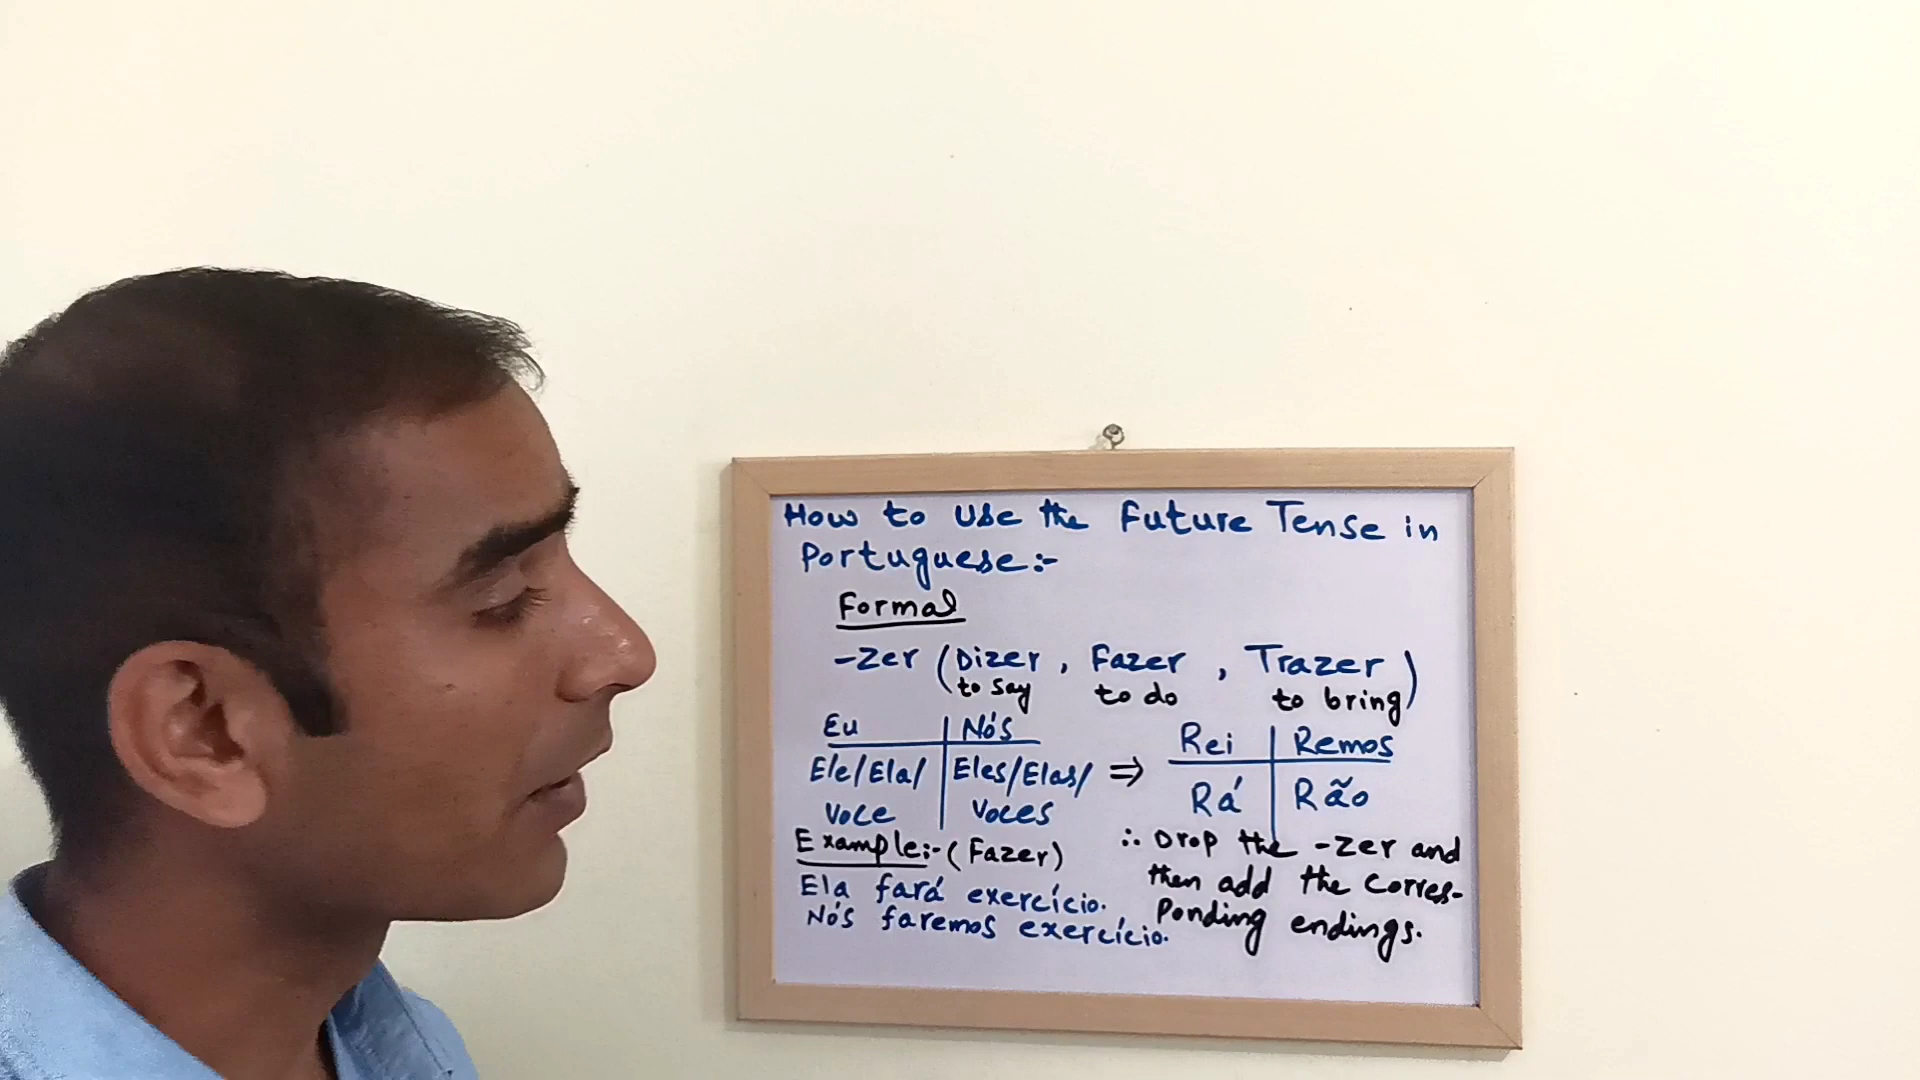 How to use the Future Tense in
Portuguese:-
Formal
-zer (Dizer, Fazer, Trazer)
to say to do to bring
Eu Nós
Ele/Ela/ Eles/Elas/ ⇒
Voce Voces
Rei Remos
Rá Rão
Example:- (Fazer)
Ela fará exercício.
Nós faremos exercício.
∴ Drop the -zer and
then add the corres-
ponding endings.